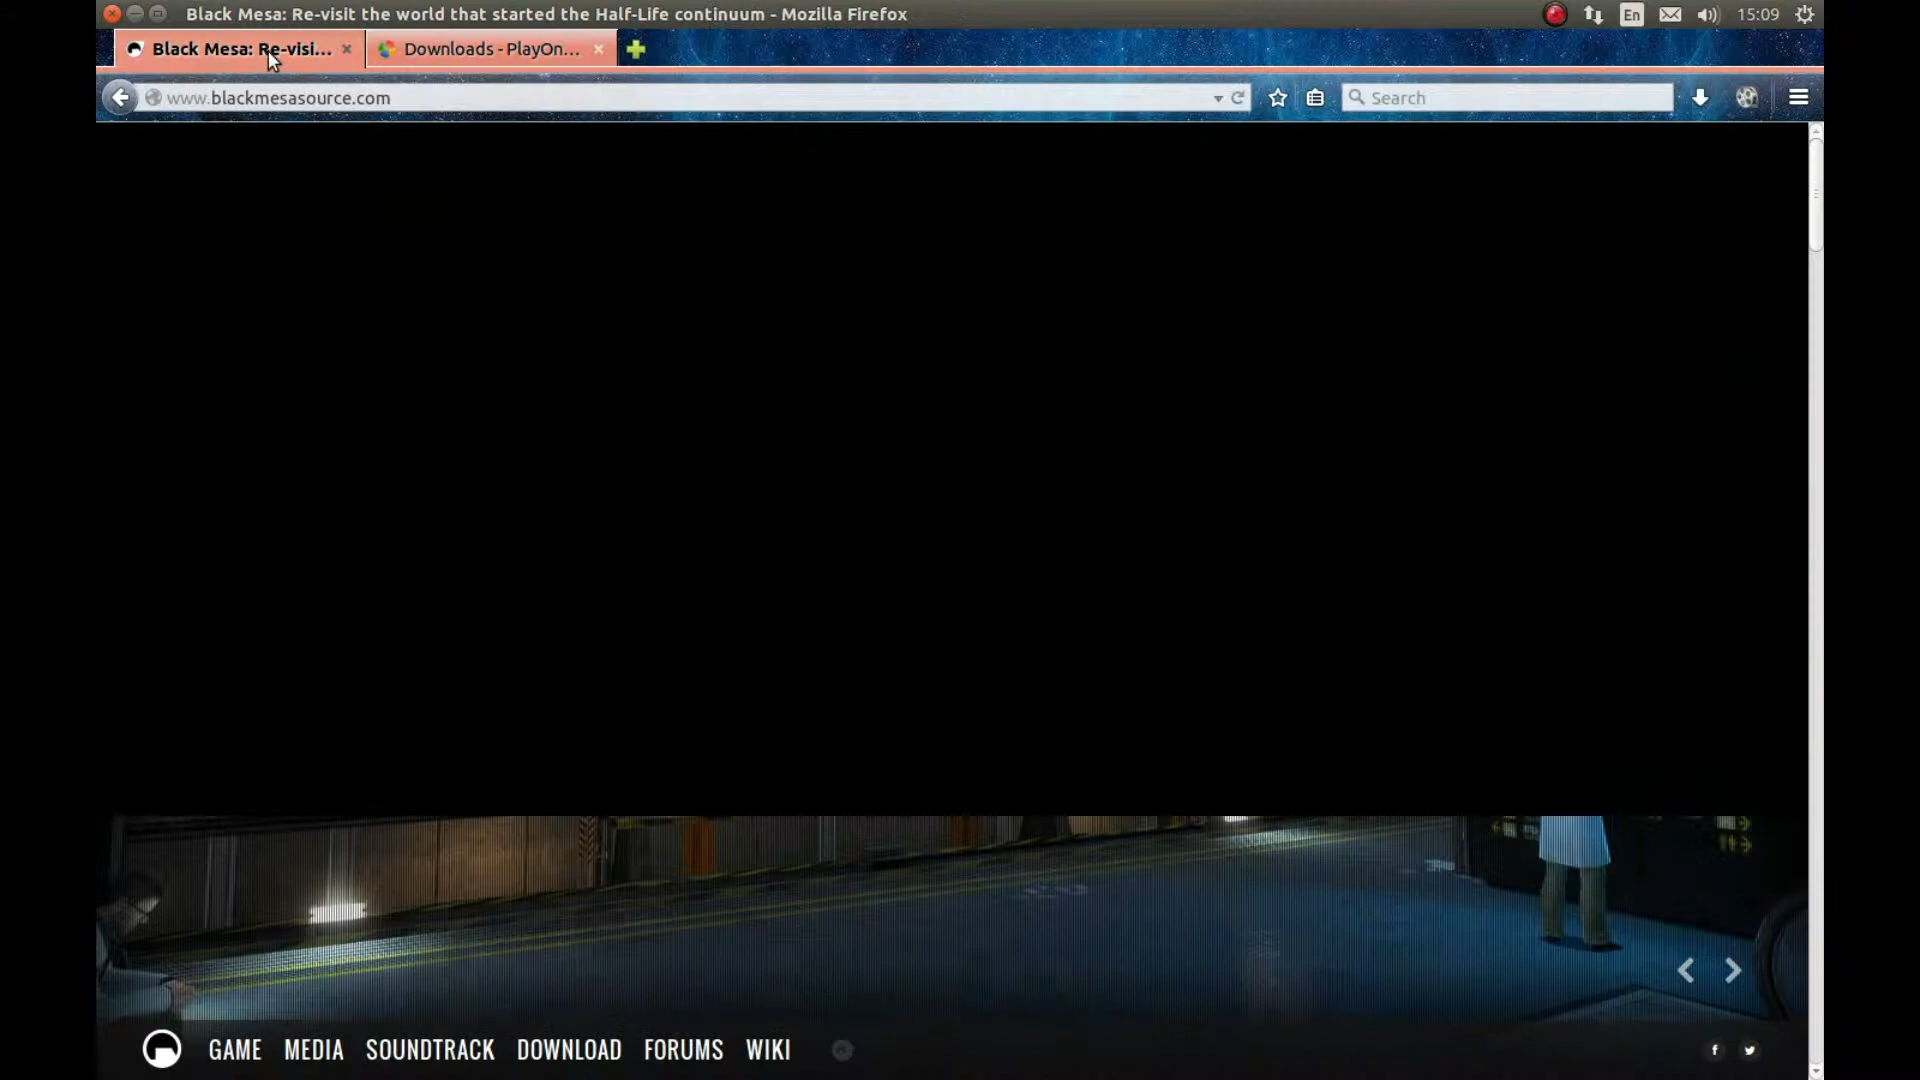 Black Mesa: Re-visit the world that started the Half-Life continuum - Mozilla Firefox
En
15:09
Black Mesa: Re-visi...
Downloads - PlayOn...
www.blackmesasource.com
Search
GAME MEDIA SOUNDTRACK DOWNLOAD FORUMS WIKI